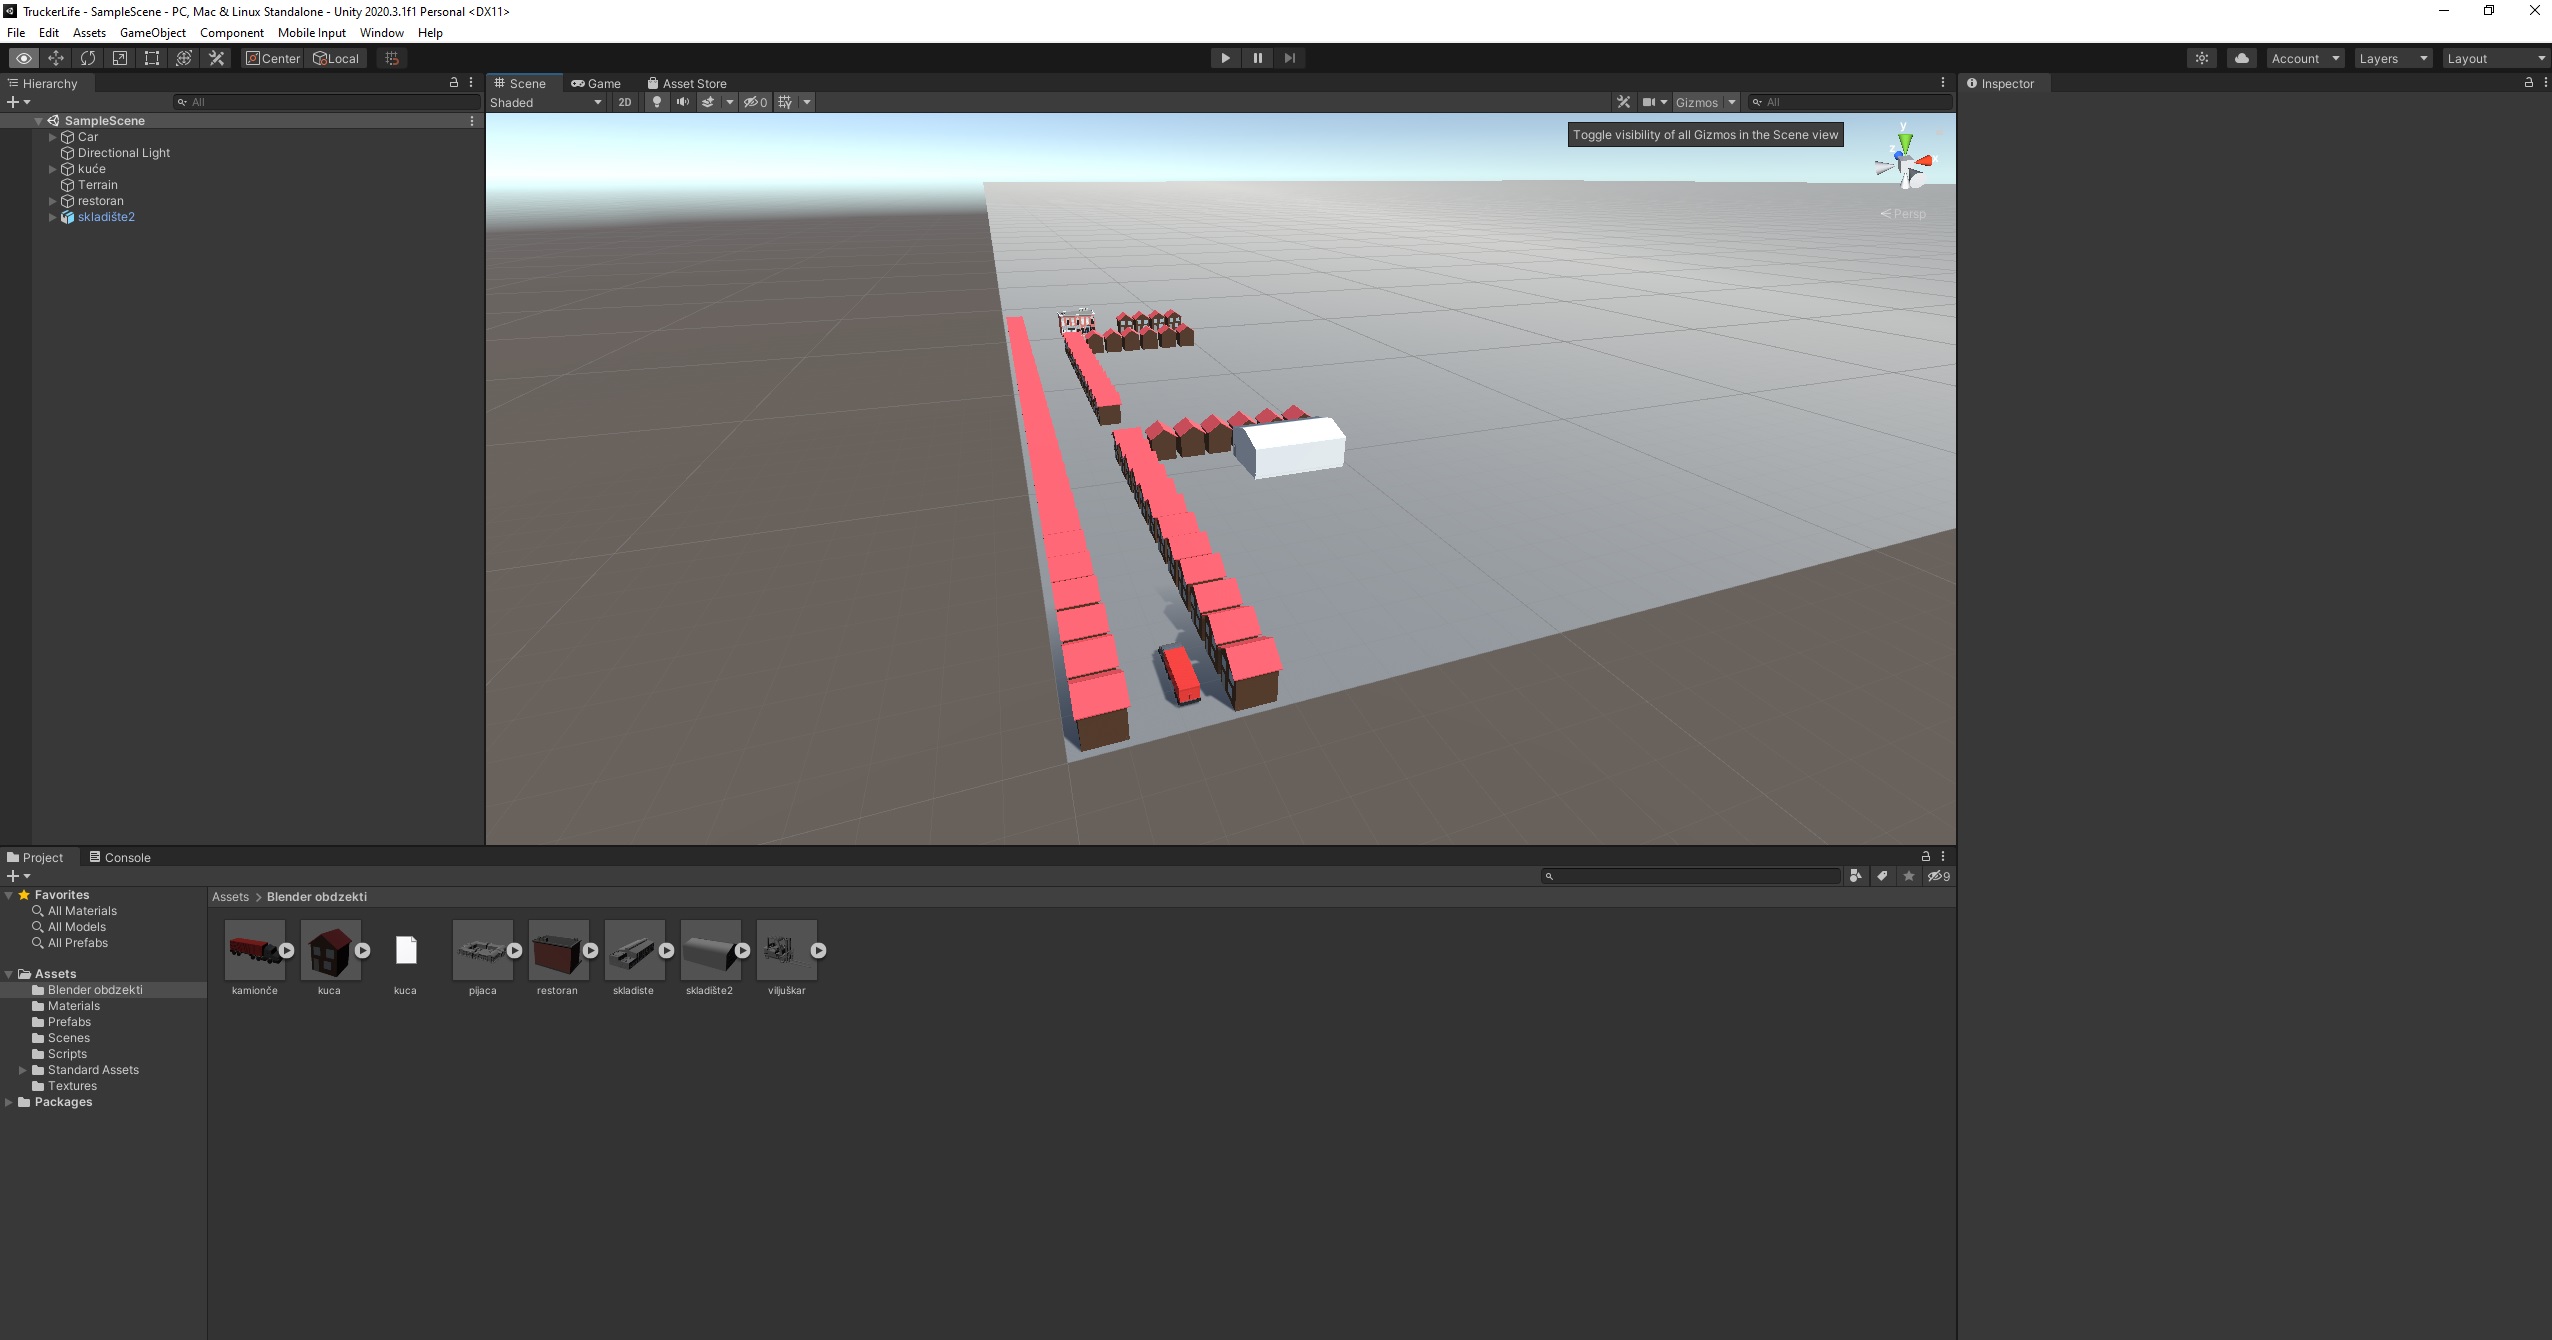 TruckerLife - SampleScene - PC, Mac & Linux Standalone - Unity 2020.3.1f1 Personal <DX11>
File Edit Assets GameObject Component Mobile Input Window Help
Center Local Account Layers Layout
Hierarchy
All
SampleScene
Car
Directional Light
kuće
Terrain
restoran
skladište2
Scene Game Asset Store
Shaded 2D 0 Gizmos All
Toggle visibility of all Gizmos in the Scene view
y
z
x
Persp
Inspector
Project Console
9
Favorites
All Materials
All Models
All Prefabs
Assets
Blender obdzekti
Materials
Prefabs
Scenes
Scripts
Standard Assets
Textures
Packages
Assets > Blender obdzekti
kamionče kuca kuca pijaca restoran skladiste skladište2 viljuškar